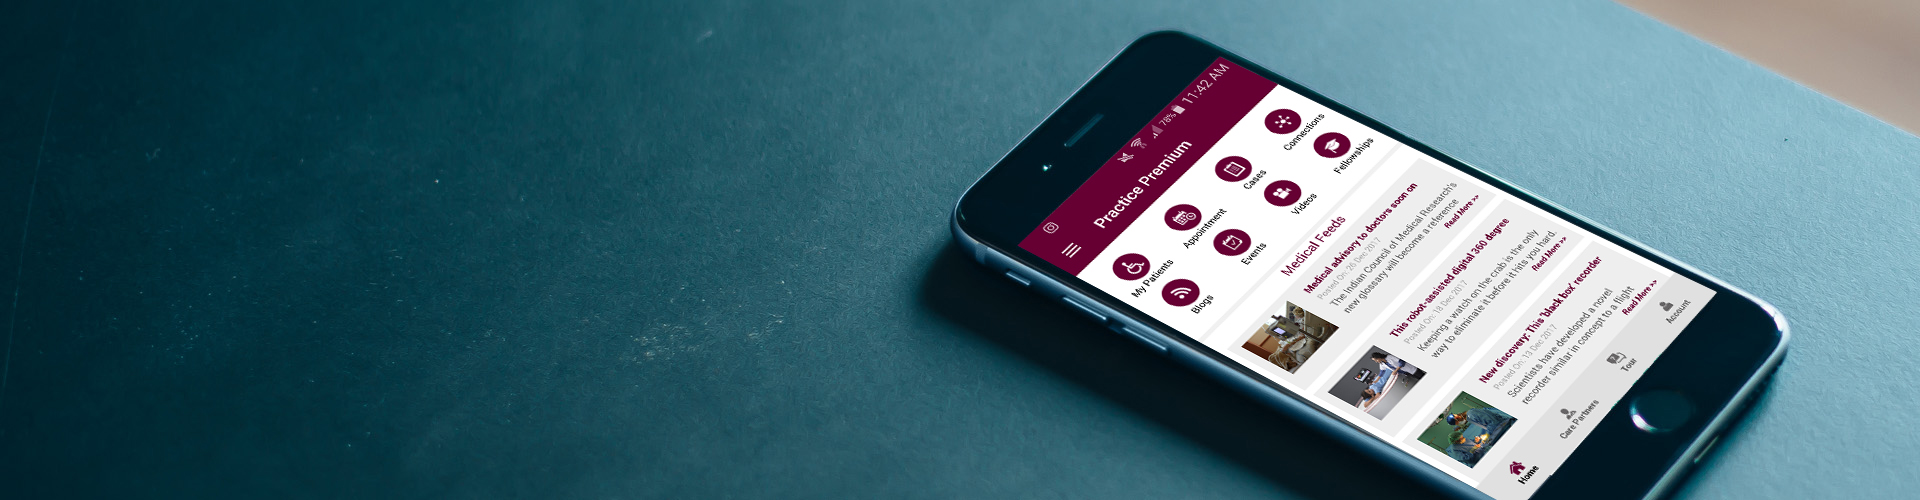 78% 11:42 AM
Practice Premium
My Patients
Appointment
Cases
Connections
Blogs
Events
Videos
Fellowships
Medical Feeds
Medical advisory to doctors soon on
Posted On: 26 Dec 2017
The Indian Council of Medical Research's
new glossary will become a reference
Read More >>
This robot-assisted digital 360 degree
Posted On: 18 Dec 2017
Keeping a watch on the crab is the only
way to eliminate it before it hits you hard.
Read More >>
New discovery: This 'black box' recorder
Posted On: 13 Dec 2017
Scientists have developed a novel
recorder similar in concept to a flight
Read More >>
Home
Care Partners
Tour
Account